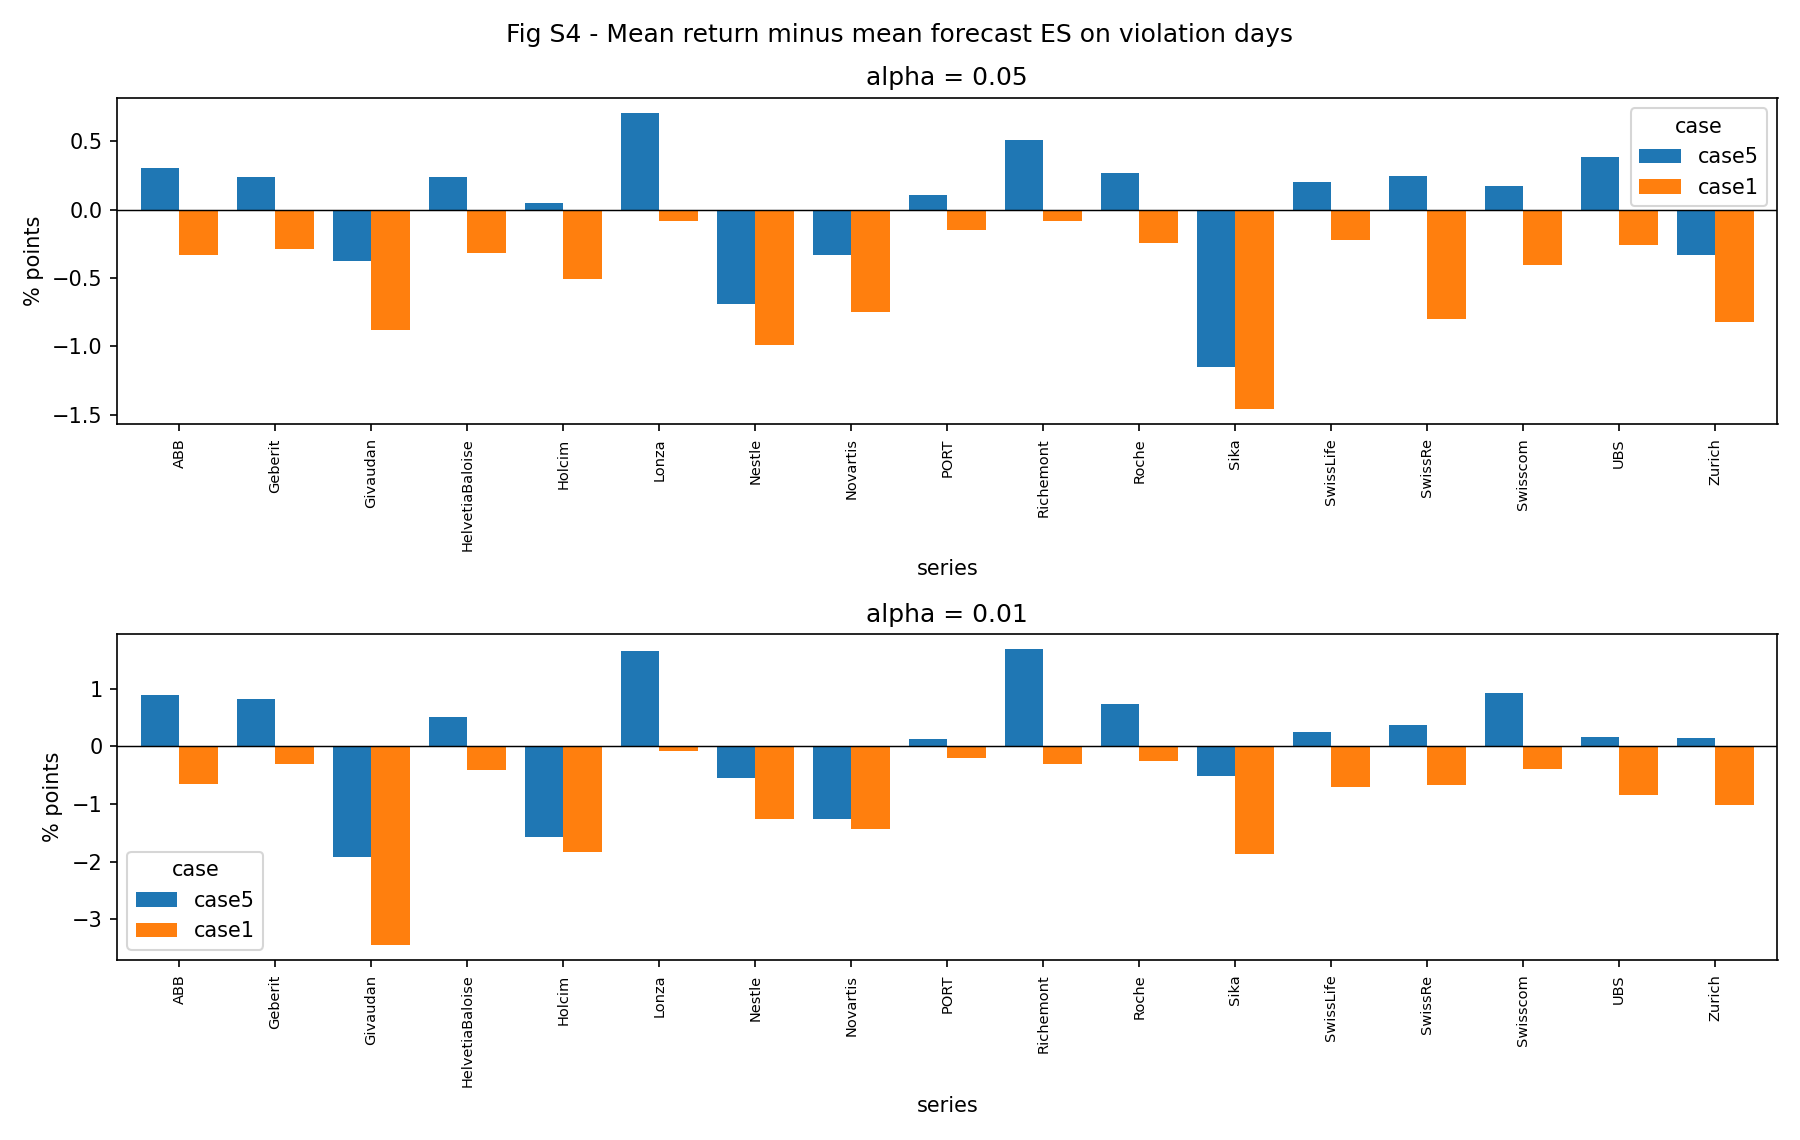 Fig S4 - Mean return minus mean forecast ES on violation days
alpha = 0.05
% points
0.5
0.0
−0.5
−1.0
−1.5
case
case5
case1
ABB
Geberit
Givaudan
HelvetiaBaloise
Holcim
Lonza
Nestle
Novartis
PORT
Richemont
Roche
Sika
SwissLife
SwissRe
Swisscom
UBS
Zurich
series
alpha = 0.01
% points
1
0
−1
−2
−3
case
case5
case1
ABB
Geberit
Givaudan
HelvetiaBaloise
Holcim
Lonza
Nestle
Novartis
PORT
Richemont
Roche
Sika
SwissLife
SwissRe
Swisscom
UBS
Zurich
series